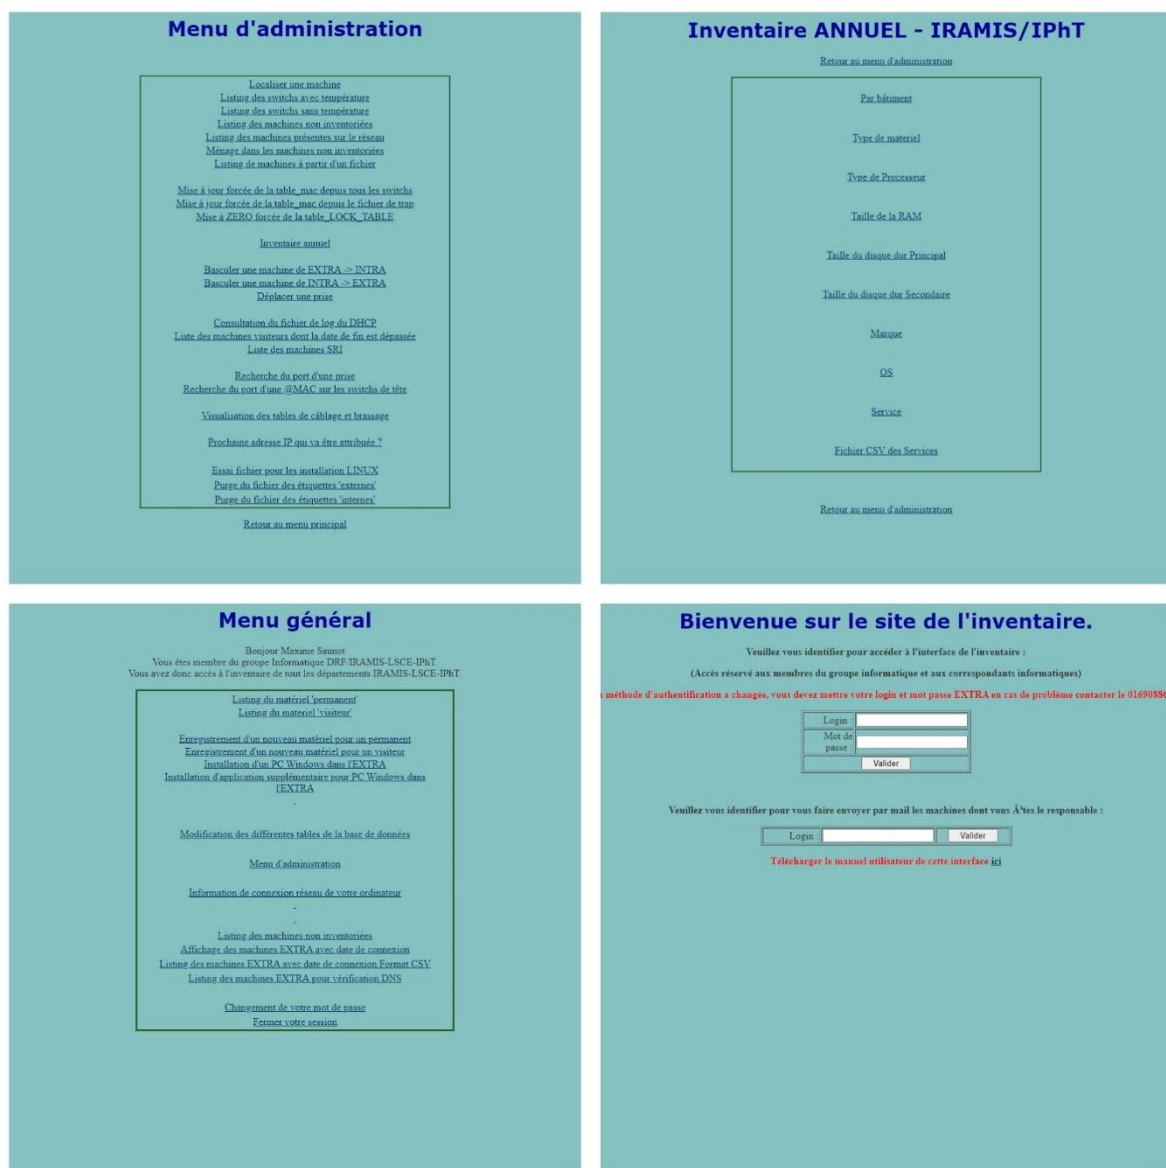 Menu d'administration
Localiser une machine
Listing des switchs avec température
Listing des switchs sans température
Listing des machines non inventoriées
Listing des machines présentes sur le réseau
Ménage dans les machines non inventoriées
Listing de machines à partir d'un fichier
Mise à jour forcée de la table_mac depuis tous les switchs
Mise à jour forcée de la table_mac depuis le fichier de trap
Mise à ZERO forcée de la table_LOCK_TABLE
Inventaire annuel
Basculer une machine de EXTRA -> INTRA
Basculer une machine de INTRA -> EXTRA
Déplacer une prise
Consultation du fichier de log du DHCP
Liste des machines visiteurs dont la date de fin est dépassée
Liste des machines SRI
Recherche du port d'une prise
Recherche du port d'une @MAC sur les switchs de tête
Visualisation des tables de câblage et brassage
Prochaine adresse IP qui va être attribuée ?
Essai fichier pour les installation LINUX
Purge du fichier des étiquettes 'externes'
Purge du fichier des étiquettes 'internes'
Retour au menu principal
Inventaire ANNUEL - IRAMIS/IPhT
Retour au menu d'administration
Par bâtiment
Type de materiel
Type de Processeur
Taille de la RAM
Taille du disque dur Principal
Taille du disque dur Secondaire
Marque
OS
Service
Fichier CSV des Services
Retour au menu d'administration
Menu général
Bonjour Maxime Saunot
Vous êtes membre du groupe Informatique DRF/IRAMIS-LSCE-IPhT.
Vous avez donc accès à l'inventaire de tout les départements IRAMIS-LSCE-IPhT.
Listing du matériel 'permanent'
Listing du materiel 'visiteur'
Enregistrement d'un nouveau matériel pour un permanent
Enregistrement d'un nouveau matériel pour un visiteur
Installation d'un PC Windows dans l'EXTRA
Installation d'application supplémentaire pour PC Windows dans
l'EXTRA
-
Modification des différentes tables de la base de données
Menu d'administration
Information de connexion réseau de votre ordinateur
-
-
Listing des machines non inventoriées
Affichage des machines EXTRA avec date de connexion
Listing des machines EXTRA avec date de connexion Format CSV
Listing des machines EXTRA pour vérification DNS
Changement de votre mot de passe
Fermer votre session
Bienvenue sur le site de l'inventaire.
Veuillez vous identifier pour accéder à l'interface de l'inventaire :
(Accès réservé aux membres du groupe informatique et aux correspondants informatiques)
méthode d'authentification a changée, vous devez mettre votre login et mot passe EXTRA en cas de problème contacter le
Login :
Mot de
passe :
Valider
Veuillez vous identifier pour vous faire envoyer par mail les machines dont vous Ãªtes le responsable :
Login : Valider
Télécharger le manuel utilisateur de cette interface ici